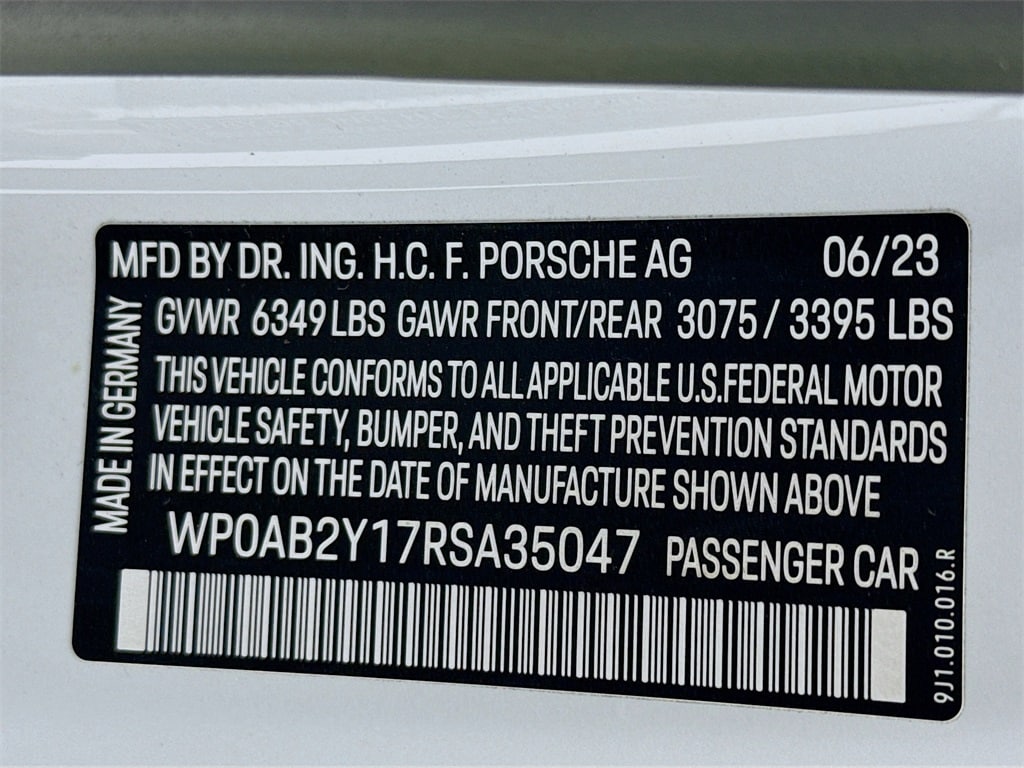 MFD BY DR. ING. H.C. F. PORSCHE AG 06/23
GVWR 6349 LBS GAWR FRONT/REAR 3075 / 3395 LBS
THIS VEHICLE CONFORMS TO ALL APPLICABLE U.S.FEDERAL MOTOR
VEHICLE SAFETY, BUMPER, AND THEFT PREVENTION STANDARDS
IN EFFECT ON THE DATE OF MANUFACTURE SHOWN ABOVE
WP0AB2Y17RSA35047 PASSENGER CAR
MADE IN GERMANY
9J1.010.016.R